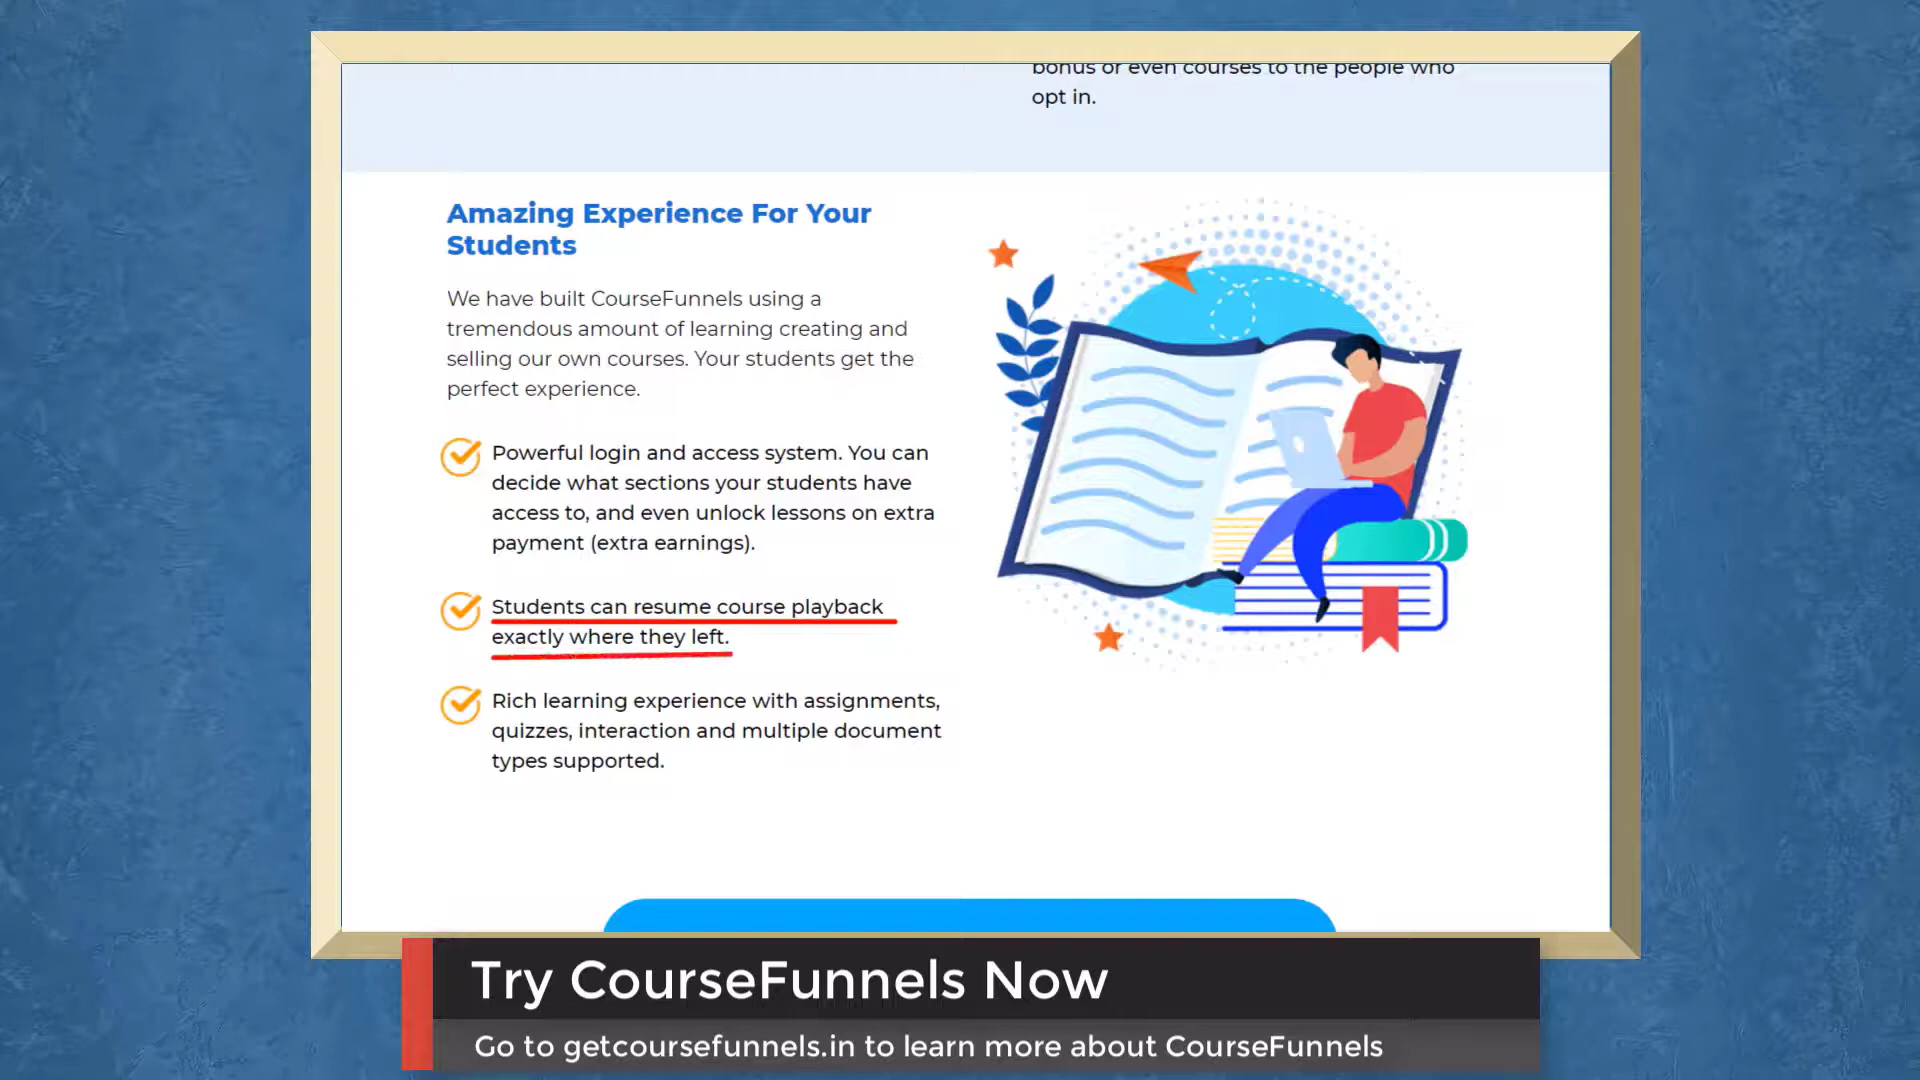 bonus or even courses to the people who
opt in.
Amazing Experience For Your
Students
We have built CourseFunnels using a
tremendous amount of learning creating and
selling our own courses. Your students get the
perfect experience.
Powerful login and access system. You can
decide what sections your students have
access to, and even unlock lessons on extra
payment (extra earnings).
Students can resume course playback
exactly where they left.
Rich learning experience with assignments,
quizzes, interaction and multiple document
types supported.
Try CourseFunnels Now
Go to getcoursefunnels.in to learn more about CourseFunnels